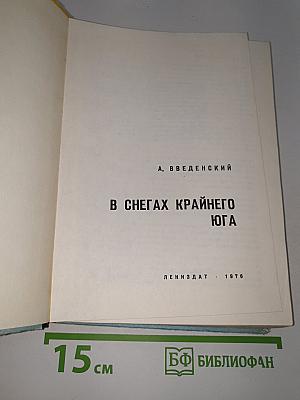 А. ВВЕДЕНСКИЙ
В СНЕГАХ КРАЙНЕГО
ЮГА
ЛЕНИЗДАТ · 1976
15 см
БФ БИБЛИОФАН